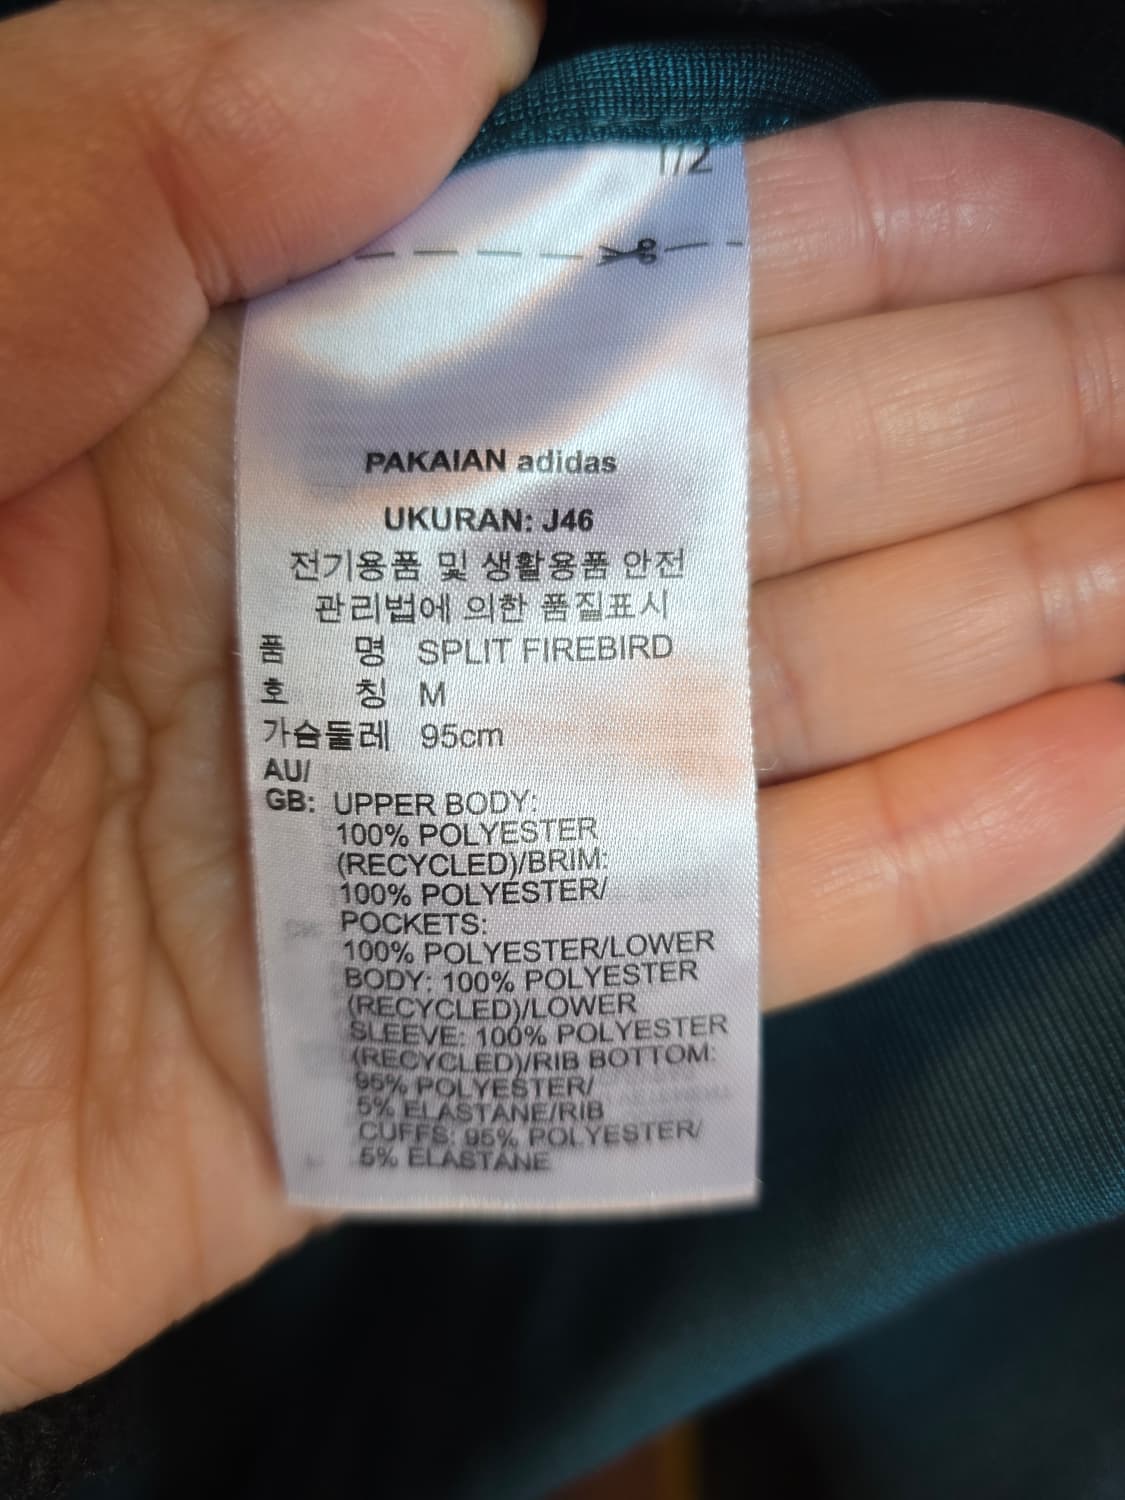 1/2
PAKAIAN adidas
UKURAN: J46
전기용품 및 생활용품 안전
관리법에 의한 품질표시
품 명 SPLIT FIREBIRD
호 칭 M
가슴둘레 95cm
AU/
GB: UPPER BODY:
100% POLYESTER
(RECYCLED)/BRIM:
100% POLYESTER/
POCKETS:
100% POLYESTER/LOWER
BODY: 100% POLYESTER
(RECYCLED)/LOWER
SLEEVE: 100% POLYESTER
(RECYCLED)/RIB BOTTOM:
95% POLYESTER/
5% ELASTANE/RIB
CUFFS: 95% POLYESTER/
5% ELASTANE